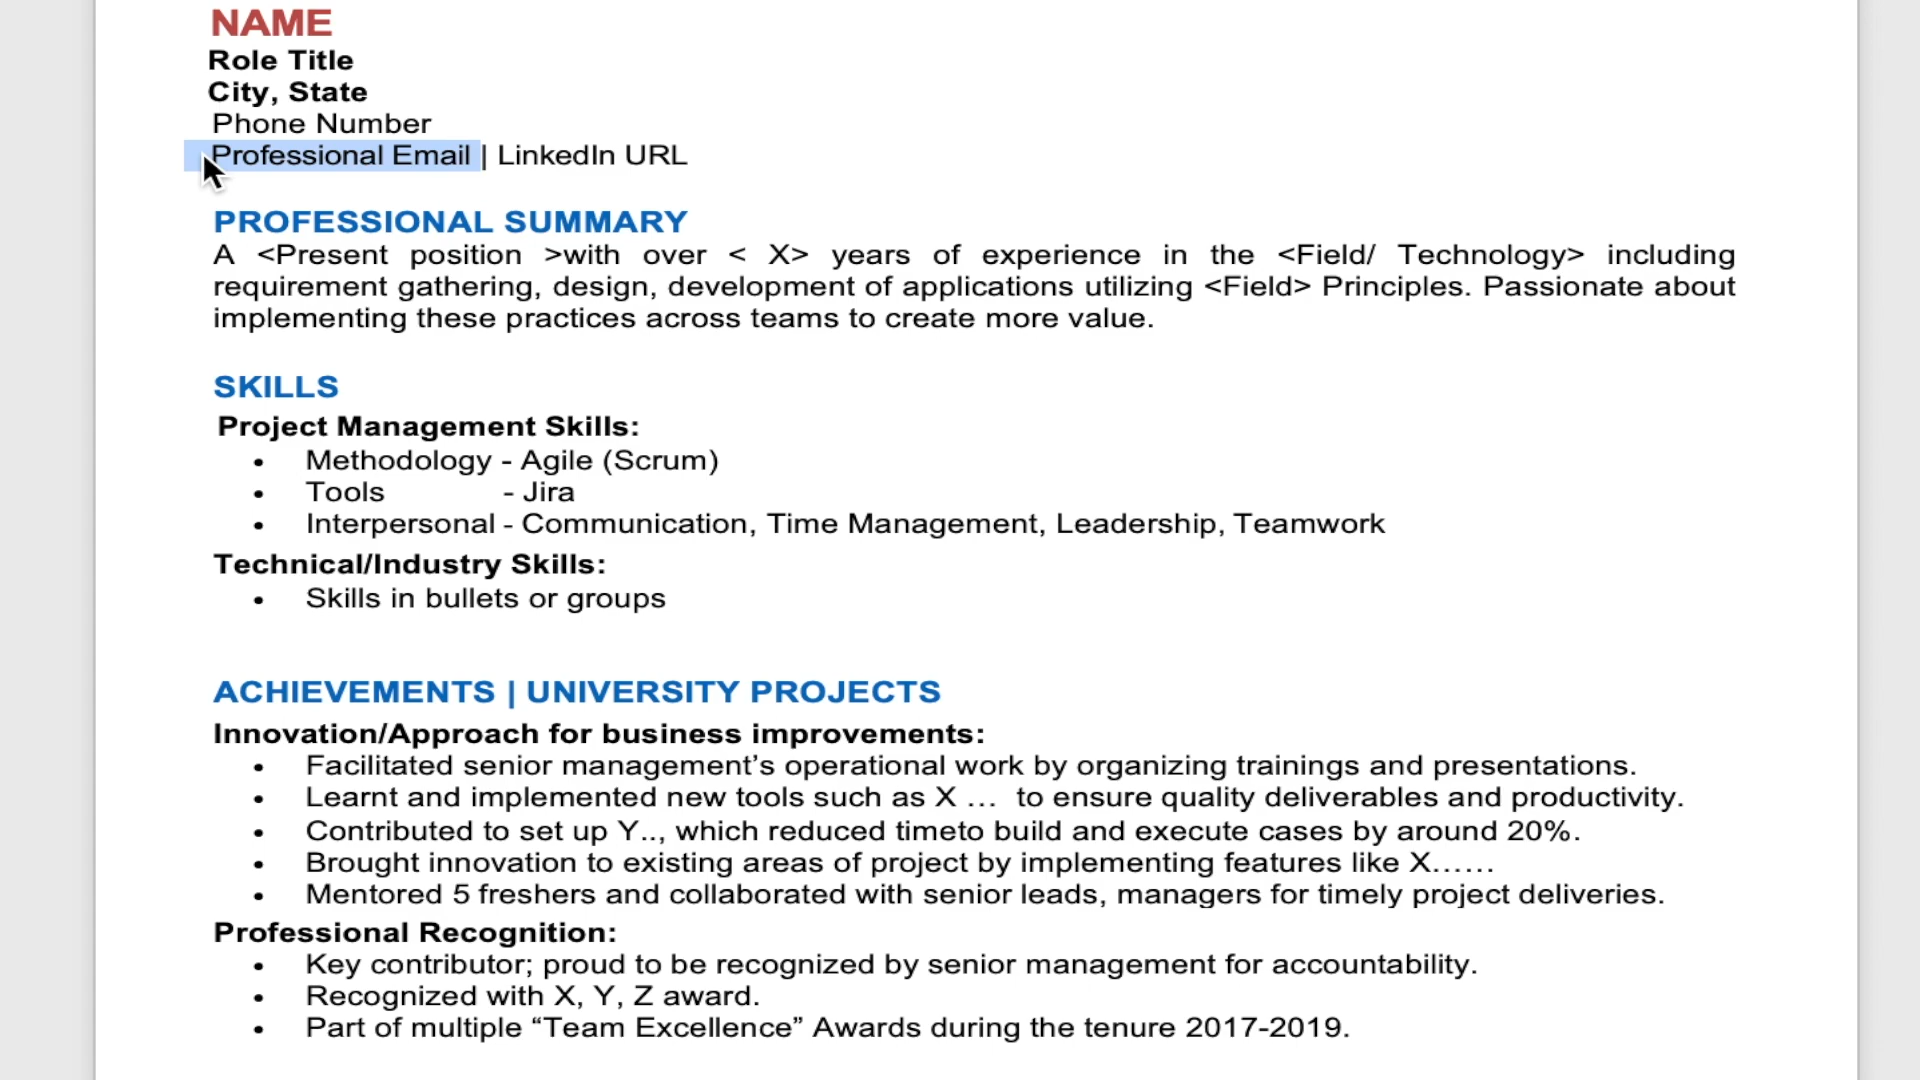 NAME
Role Title
City, State
Phone Number
Professional Email | LinkedIn URL
PROFESSIONAL SUMMARY
A <Present position >with over < X> years of experience in the <Field/ Technology> including
requirement gathering, design, development of applications utilizing <Field> Principles. Passionate about
implementing these practices across teams to create more value.
SKILLS
Project Management Skills:
• Methodology - Agile (Scrum)
• Tools - Jira
• Interpersonal - Communication, Time Management, Leadership, Teamwork
Technical/Industry Skills:
• Skills in bullets or groups
ACHIEVEMENTS | UNIVERSITY PROJECTS
Innovation/Approach for business improvements:
• Facilitated senior management’s operational work by organizing trainings and presentations.
• Learnt and implemented new tools such as X … to ensure quality deliverables and productivity.
• Contributed to set up Y.., which reduced timeto build and execute cases by around 20%.
• Brought innovation to existing areas of project by implementing features like X……
• Mentored 5 freshers and collaborated with senior leads, managers for timely project deliveries.
Professional Recognition:
• Key contributor; proud to be recognized by senior management for accountability.
• Recognized with X, Y, Z award.
• Part of multiple “Team Excellence” Awards during the tenure 2017-2019.